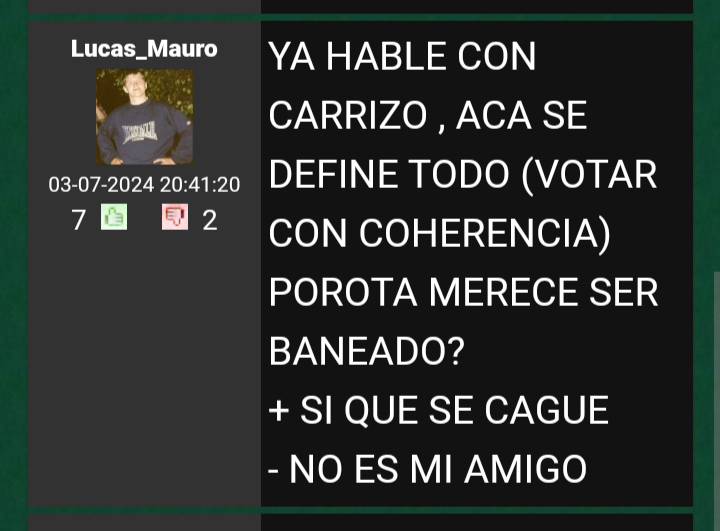 Lucas_Mauro
03-07-2024 20:41:20
7 2
YA HABLE CON
CARRIZO , ACA SE
DEFINE TODO (VOTAR
CON COHERENCIA)
POROTA MERECE SER
BANEADO?
+ SI QUE SE CAGUE
- NO ES MI AMIGO